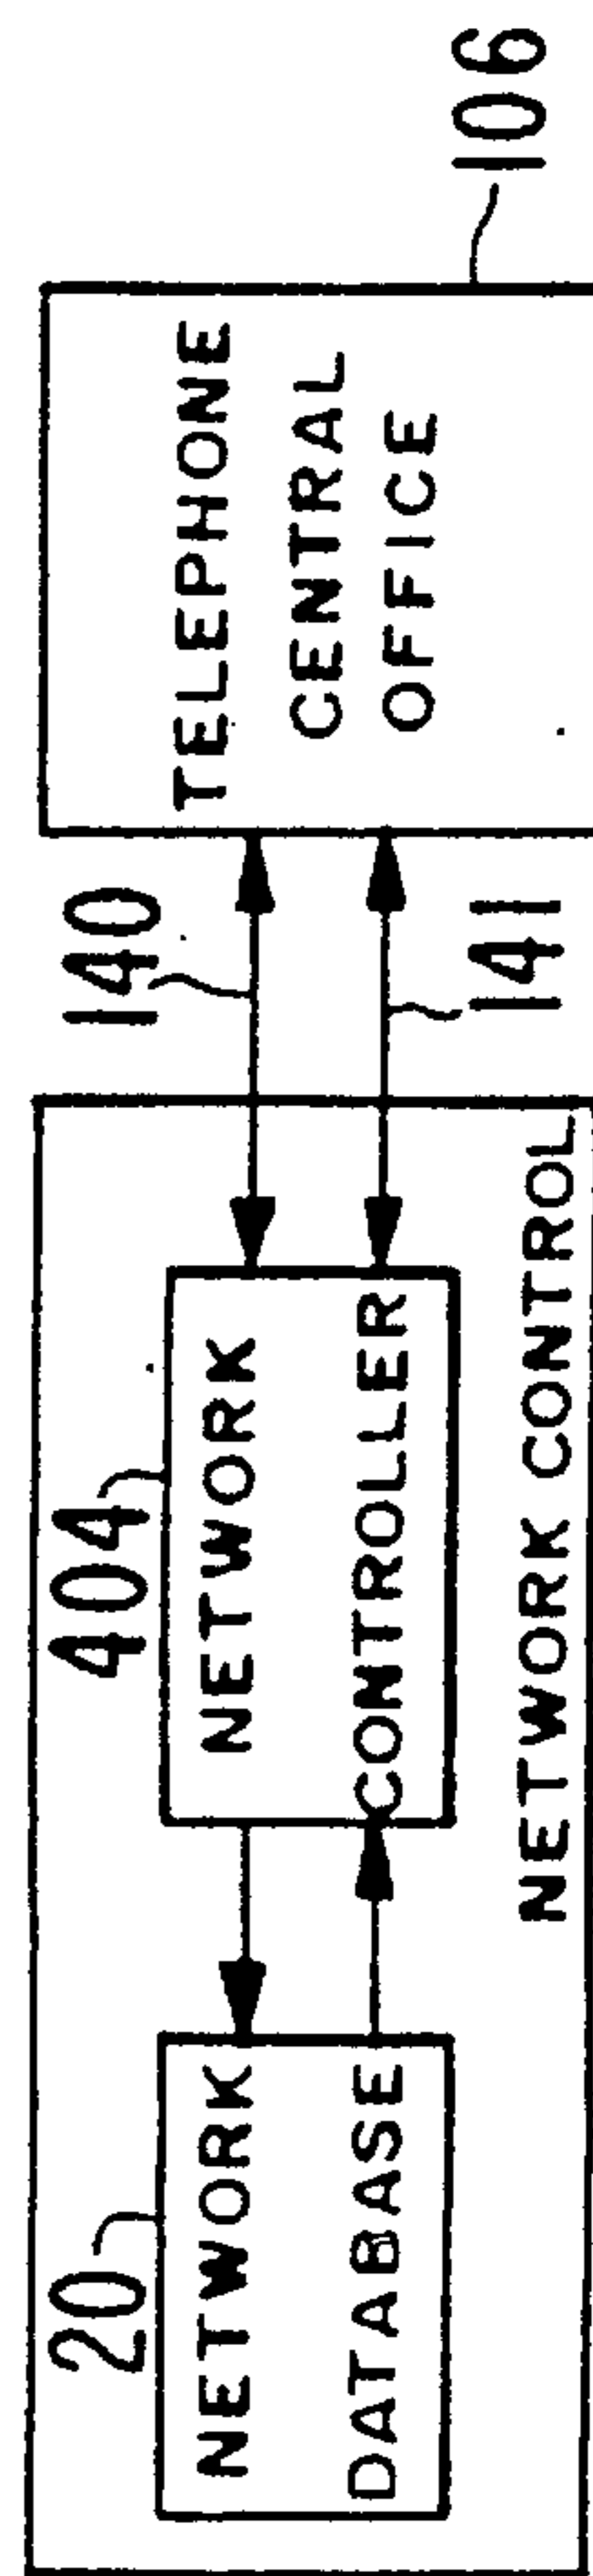 20
NETWORK
DATABASE
404
NETWORK
CONTROLLER
NETWORK CONTROL
140
141
TELEPHONE
CENTRAL
OFFICE
106